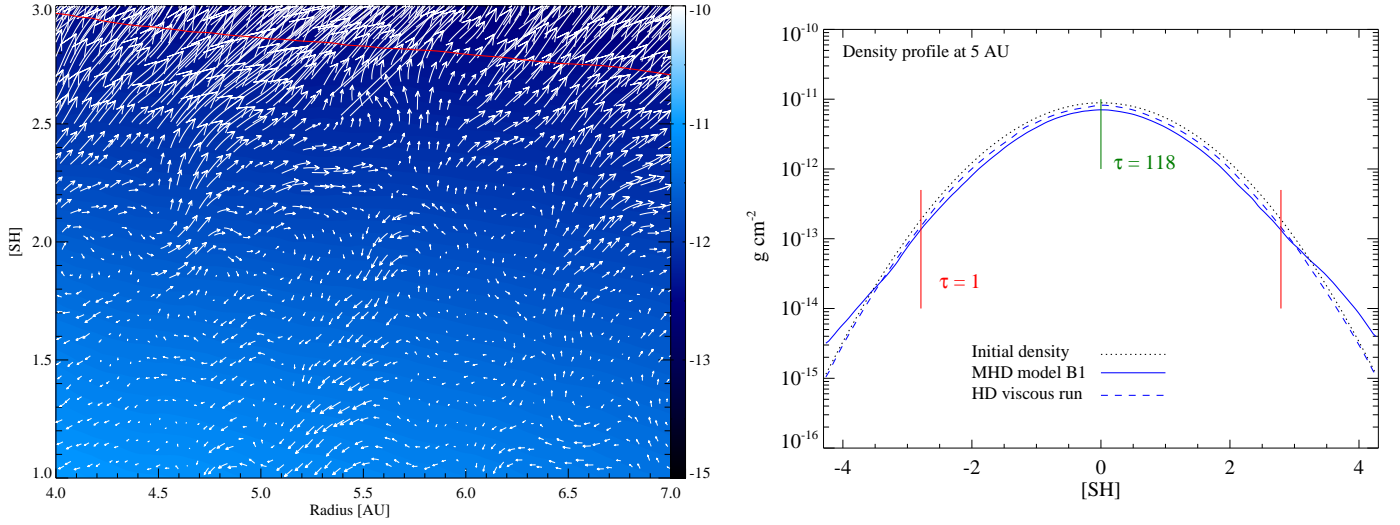 3.0
2.5
2.0
1.5
1.0
[SH]
4.0 4.5 5.0 5.5 6.0 6.5 7.0
Radius [AU]
-10
-11
-12
-13
-14
-15
Density profile at 5 AU
10⁻¹⁰
10⁻¹¹
10⁻¹²
10⁻¹³
10⁻¹⁴
10⁻¹⁵
10⁻¹⁶
g cm⁻²
τ = 118
τ = 1
Initial density
MHD model B1
HD viscous run
-4 -2 0 2 4
[SH]